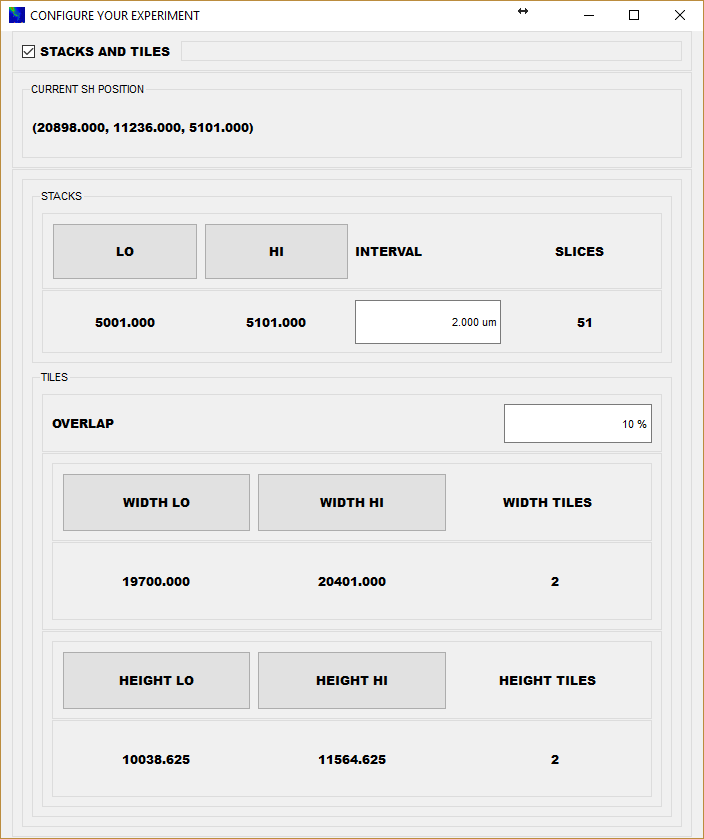 CONFIGURE YOUR EXPERIMENT
STACKS AND TILES
CURRENT SH POSITION
(20898.000, 11236.000, 5101.000)
STACKS
LO HI INTERVAL SLICES
5001.000 5101.000 2.000 um 51
TILES
OVERLAP 10 %
WIDTH LO WIDTH HI WIDTH TILES
19700.000 20401.000 2
HEIGHT LO HEIGHT HI HEIGHT TILES
10038.625 11564.625 2